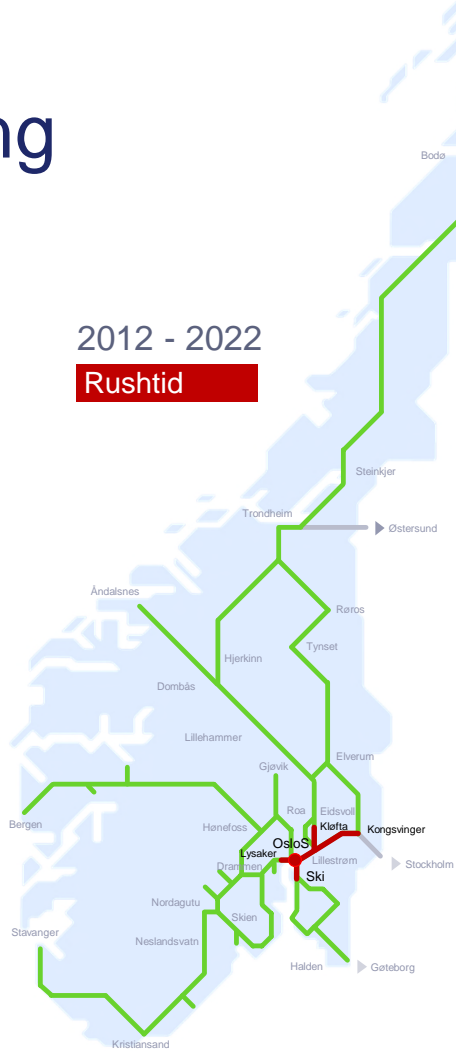 ng
Bodø
2012 - 2022
Rushtid
Steinkjer
Trondheim
Østersund
Åndalsnes
Røros
Tynset
Hjerkinn
Dombås
Lillehammer
Elverum
Gjøvik
Roa
Eidsvoll
Bergen
Hønefoss
Kløfta
Kongsvinger
OsloS
Lysaker
Lillestrøm
Stockholm
Drammen
Ski
Nordagutu
Skien
Stavanger
Neslandsvatn
Halden
Gøteborg
Kristiansand